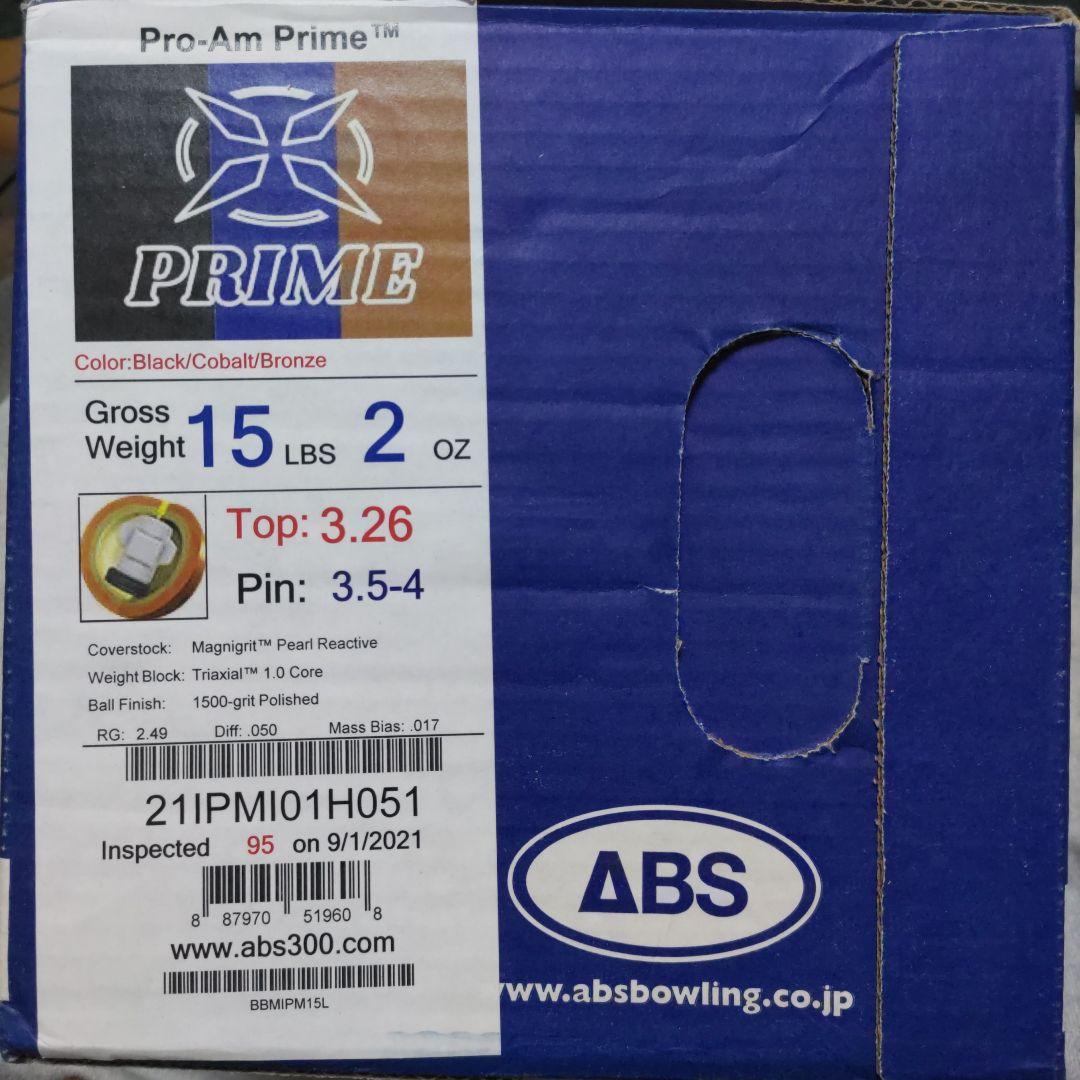 Pro-Am Prime™
PRIME
Color:Black/Cobalt/Bronze
Gross Weight 15 LBS 2 OZ
Top: 3.26
Pin: 3.5-4
Coverstock: Magnigrit™ Pearl Reactive
Weight Block: Triaxial™ 1.0 Core
Ball Finish: 1500-grit Polished
RG: 2.49 Diff: .050 Mass Bias: .017
21IPMI01H051
Inspected 95 on 9/1/2021
8 87970 51960 8
www.abs300.com
BBMIPM15L
ABS
www.absbowling.co.jp